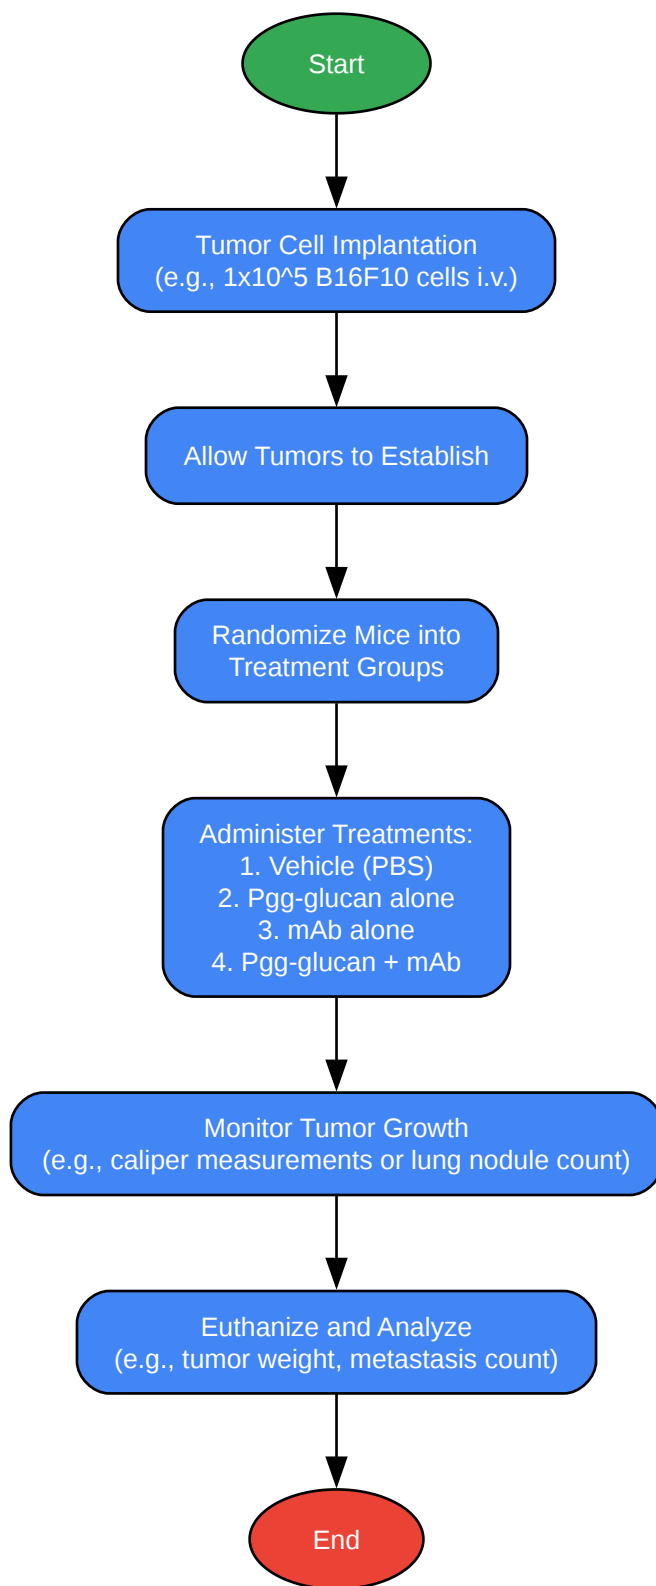 Start
Tumor Cell Implantation
(e.g., 1x10^5 B16F10 cells i.v.)
Allow Tumors to Establish
Randomize Mice into
Treatment Groups
Administer Treatments:
1. Vehicle (PBS)
2. Pgg-glucan alone
3. mAb alone
4. Pgg-glucan + mAb
Monitor Tumor Growth
(e.g., caliper measurements or lung nodule count)
Euthanize and Analyze
(e.g., tumor weight, metastasis count)
End